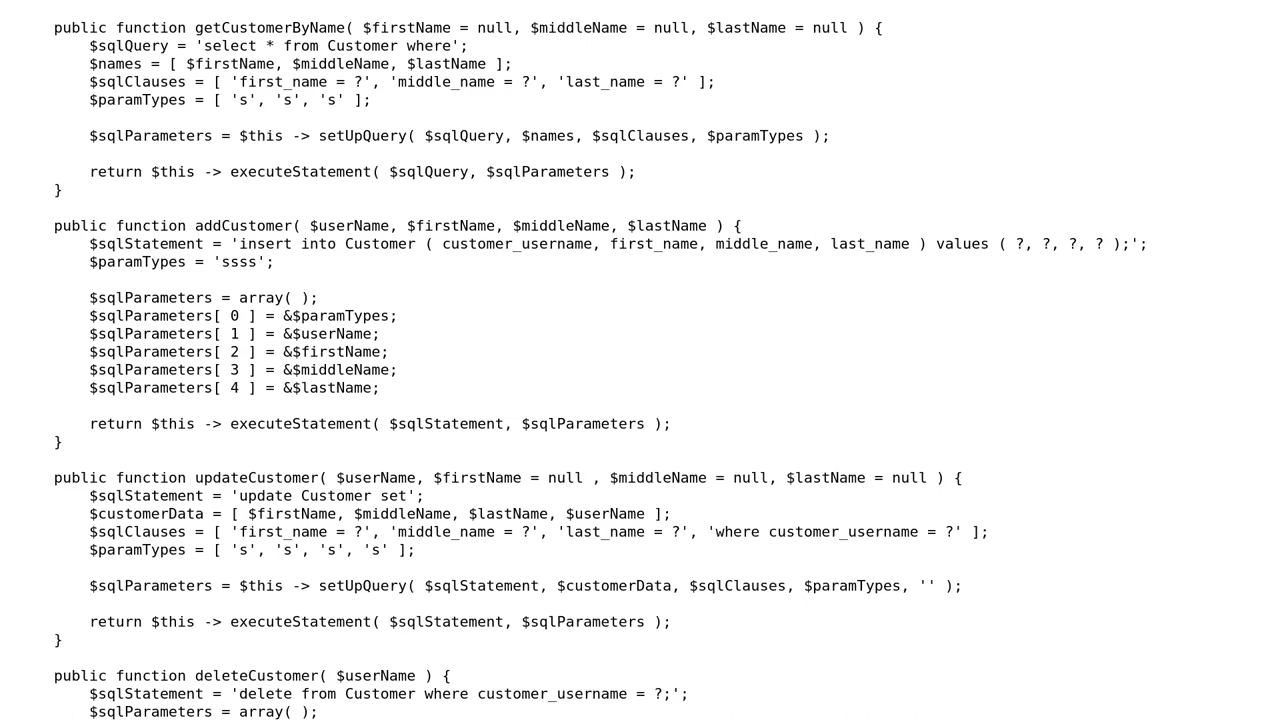 public function getCustomerByName( $firstName = null, $middleName = null, $lastName = null ) {
    $sqlQuery = 'select * from Customer where';
    $names = [ $firstName, $middleName, $lastName ];
    $sqlClauses = [ 'first_name = ?', 'middle_name = ?', 'last_name = ?' ];
    $paramTypes = [ 's', 's', 's' ];

    $sqlParameters = $this -> setUpQuery( $sqlQuery, $names, $sqlClauses, $paramTypes );

    return $this -> executeStatement( $sqlQuery, $sqlParameters );
}

public function addCustomer( $userName, $firstName, $middleName, $lastName ) {
    $sqlStatement = 'insert into Customer ( customer_username, first_name, middle_name, last_name ) values ( ?, ?, ?, ? );';
    $paramTypes = 'ssss';

    $sqlParameters = array( );
    $sqlParameters[ 0 ] = &$paramTypes;
    $sqlParameters[ 1 ] = &$userName;
    $sqlParameters[ 2 ] = &$firstName;
    $sqlParameters[ 3 ] = &$middleName;
    $sqlParameters[ 4 ] = &$lastName;

    return $this -> executeStatement( $sqlStatement, $sqlParameters );
}

public function updateCustomer( $userName, $firstName = null , $middleName = null, $lastName = null ) {
    $sqlStatement = 'update Customer set';
    $customerData = [ $firstName, $middleName, $lastName, $userName ];
    $sqlClauses = [ 'first_name = ?', 'middle_name = ?', 'last_name = ?', 'where customer_username = ?' ];
    $paramTypes = [ 's', 's', 's', 's' ];

    $sqlParameters = $this -> setUpQuery( $sqlStatement, $customerData, $sqlClauses, $paramTypes, '' );

    return $this -> executeStatement( $sqlStatement, $sqlParameters );
}

public function deleteCustomer( $userName ) {
    $sqlStatement = 'delete from Customer where customer_username = ?;';
    $sqlParameters = array( );